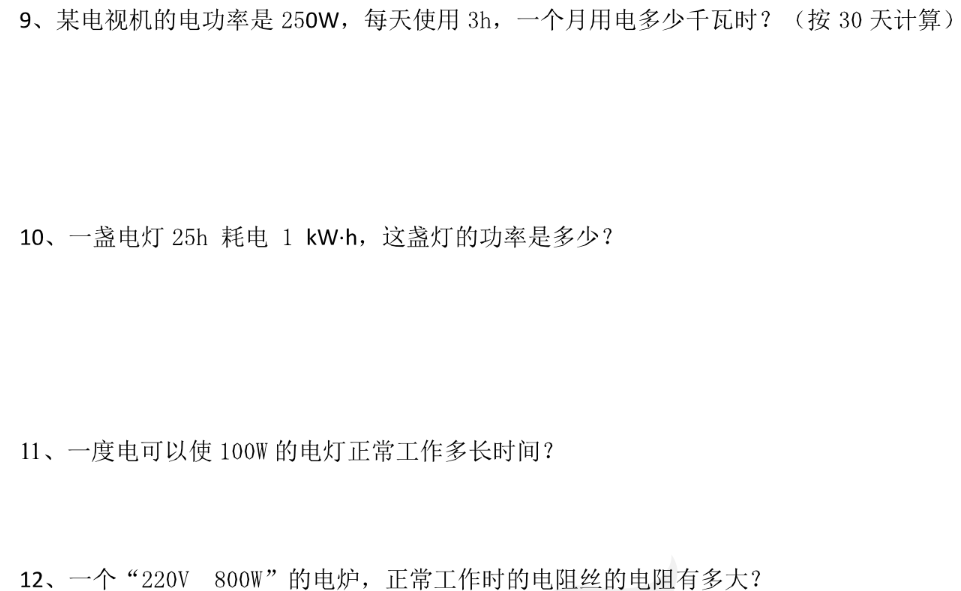 9、某电视机的电功率是 250W，每天使用 3h，一个月用电多少千瓦时？（按 30 天计算）
10、一盏电灯 25h 耗电 1 kW·h，这盏灯的功率是多少？
11、一度电可以使 100W 的电灯正常工作多长时间？
12、一个“220V 800W”的电炉，正常工作时的电阻丝的电阻有多大？